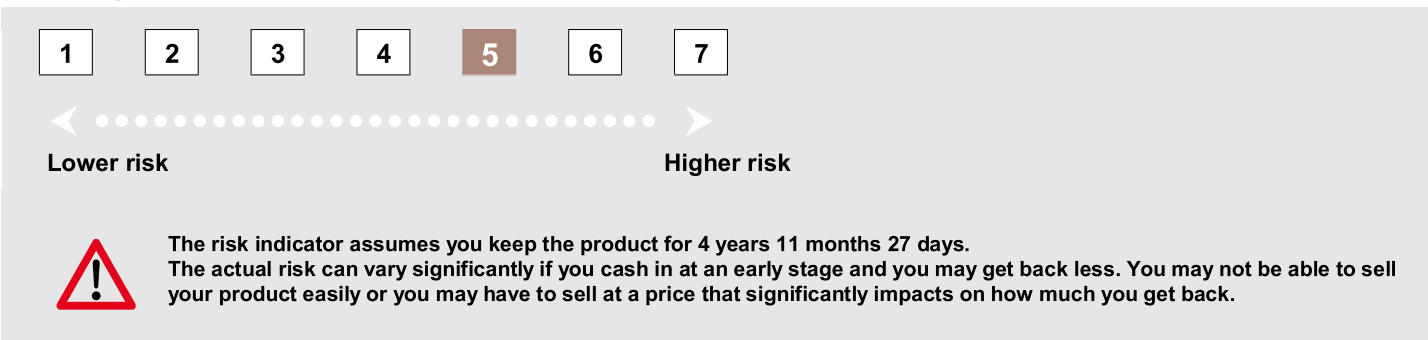 1 2 3 4 5 6 7
Lower risk Higher risk
The risk indicator assumes you keep the product for 4 years 11 months 27 days.
The actual risk can vary significantly if you cash in at an early stage and you may get back less. You may not be able to sell
your product easily or you may have to sell at a price that significantly impacts on how much you get back.